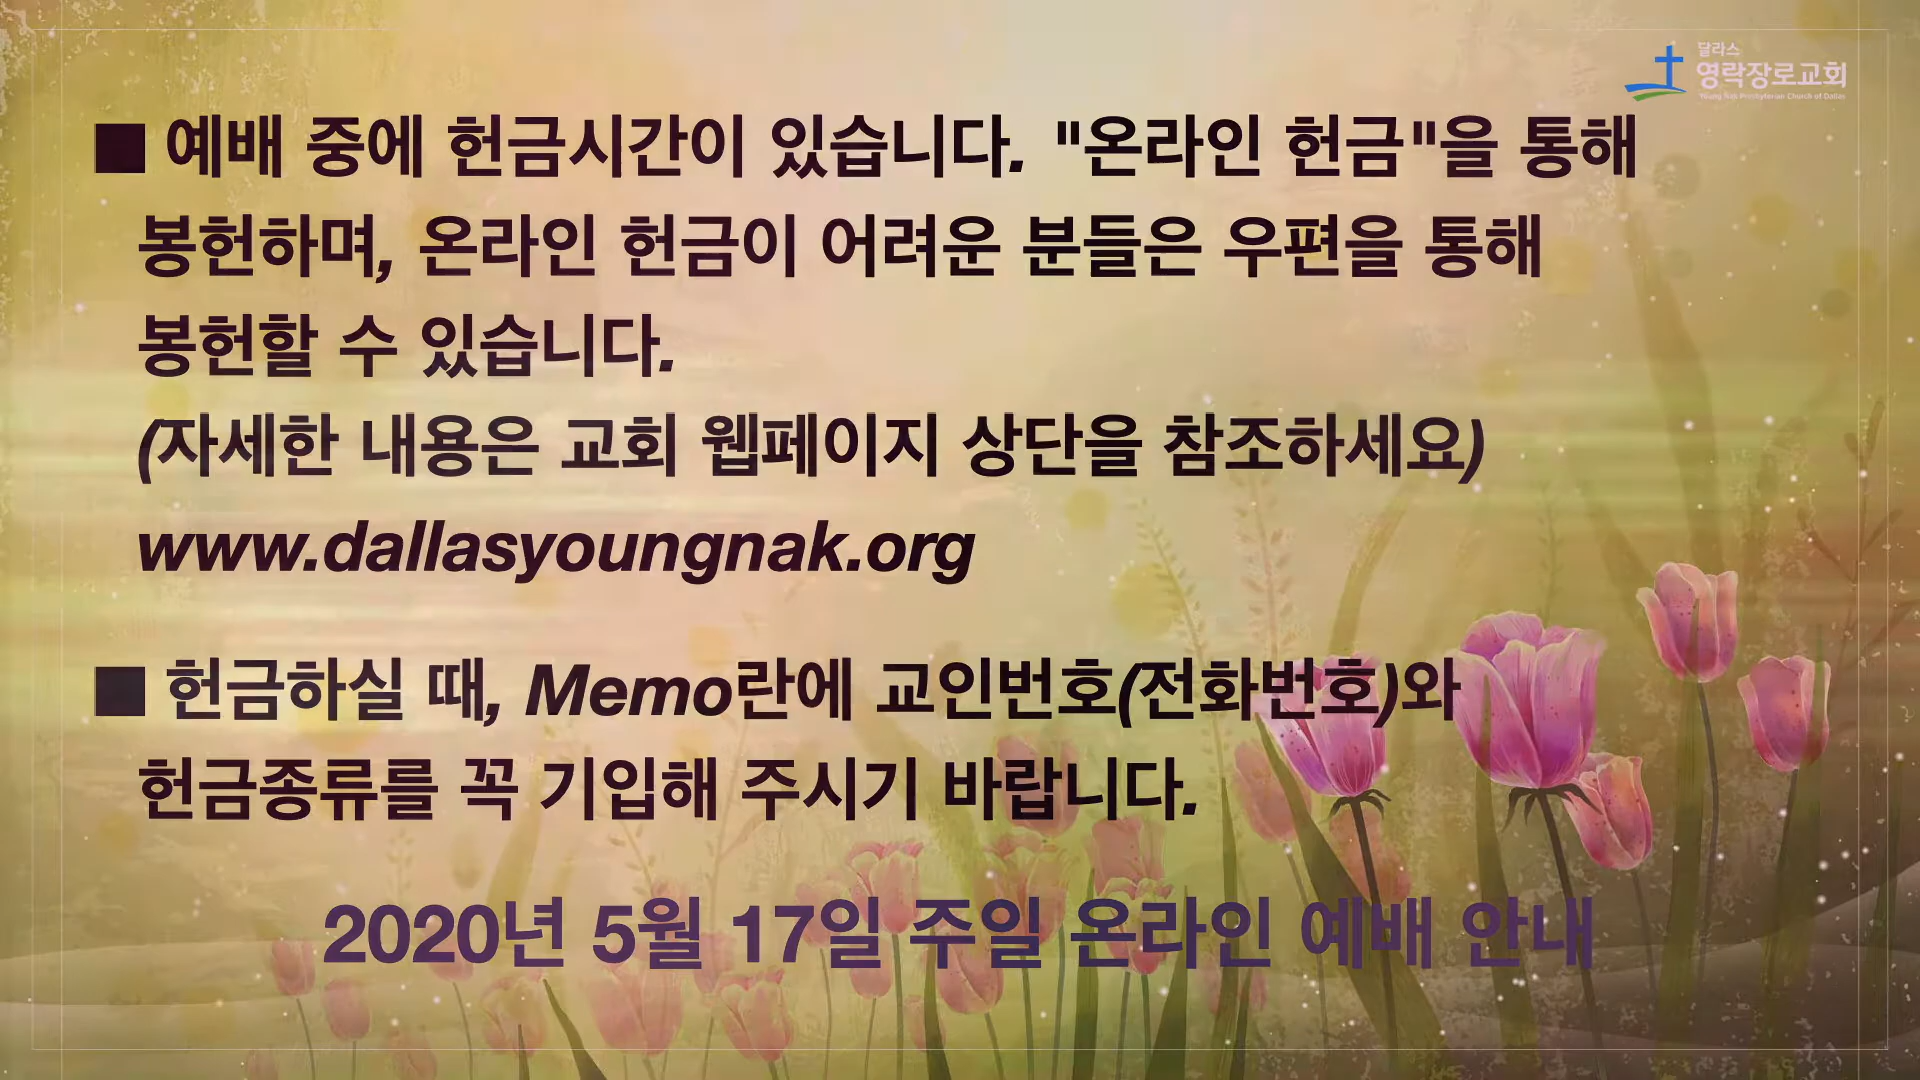 달라스
영락장로교회
Young Nak Presbyterian Church of Dallas
■ 예배 중에 헌금시간이 있습니다. "온라인 헌금"을 통해
봉헌하며, 온라인 헌금이 어려운 분들은 우편을 통해
봉헌할 수 있습니다.
(자세한 내용은 교회 웹페이지 상단을 참조하세요)
www.dallasyoungnak.org
■ 헌금하실 때, Memo란에 교인번호(전화번호)와
헌금종류를 꼭 기입해 주시기 바랍니다.
2020년 5월 17일 주일 온라인 예배 안내